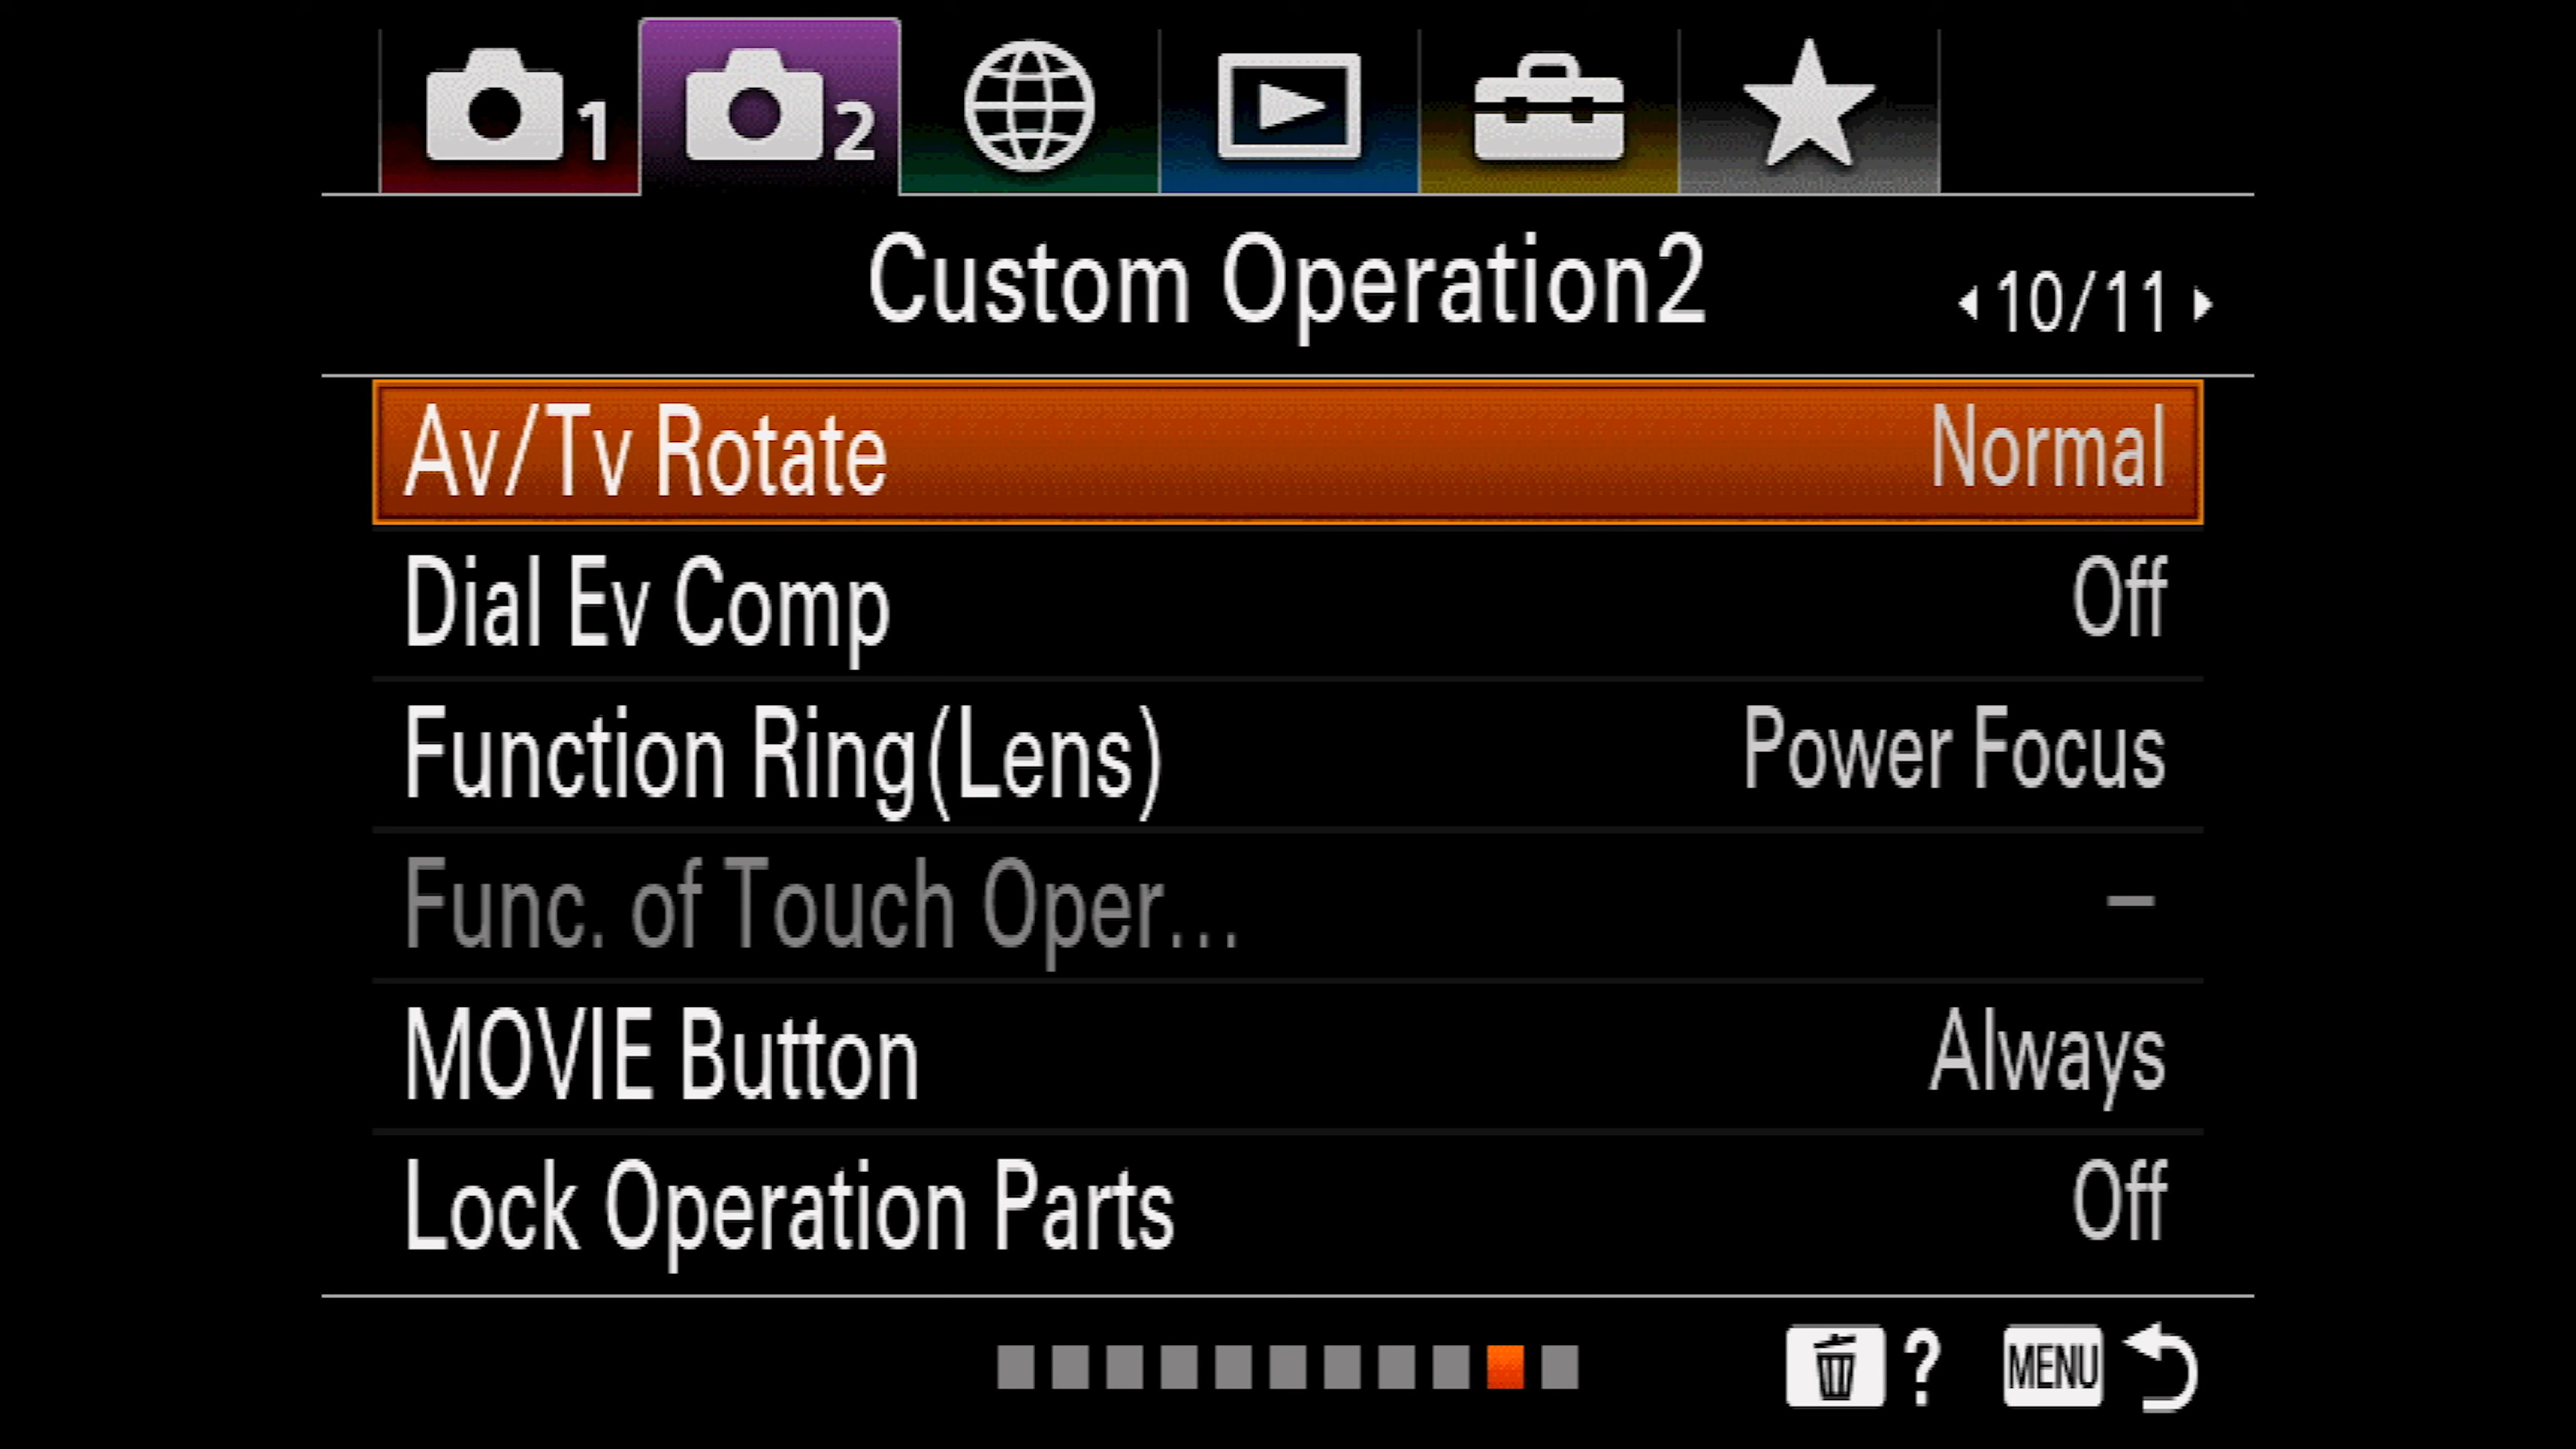 1 2
Custom Operation2 10/11
Av/Tv Rotate Normal
Dial Ev Comp Off
Function Ring(Lens) Power Focus
Func. of Touch Oper... –
MOVIE Button Always
Lock Operation Parts Off
? MENU